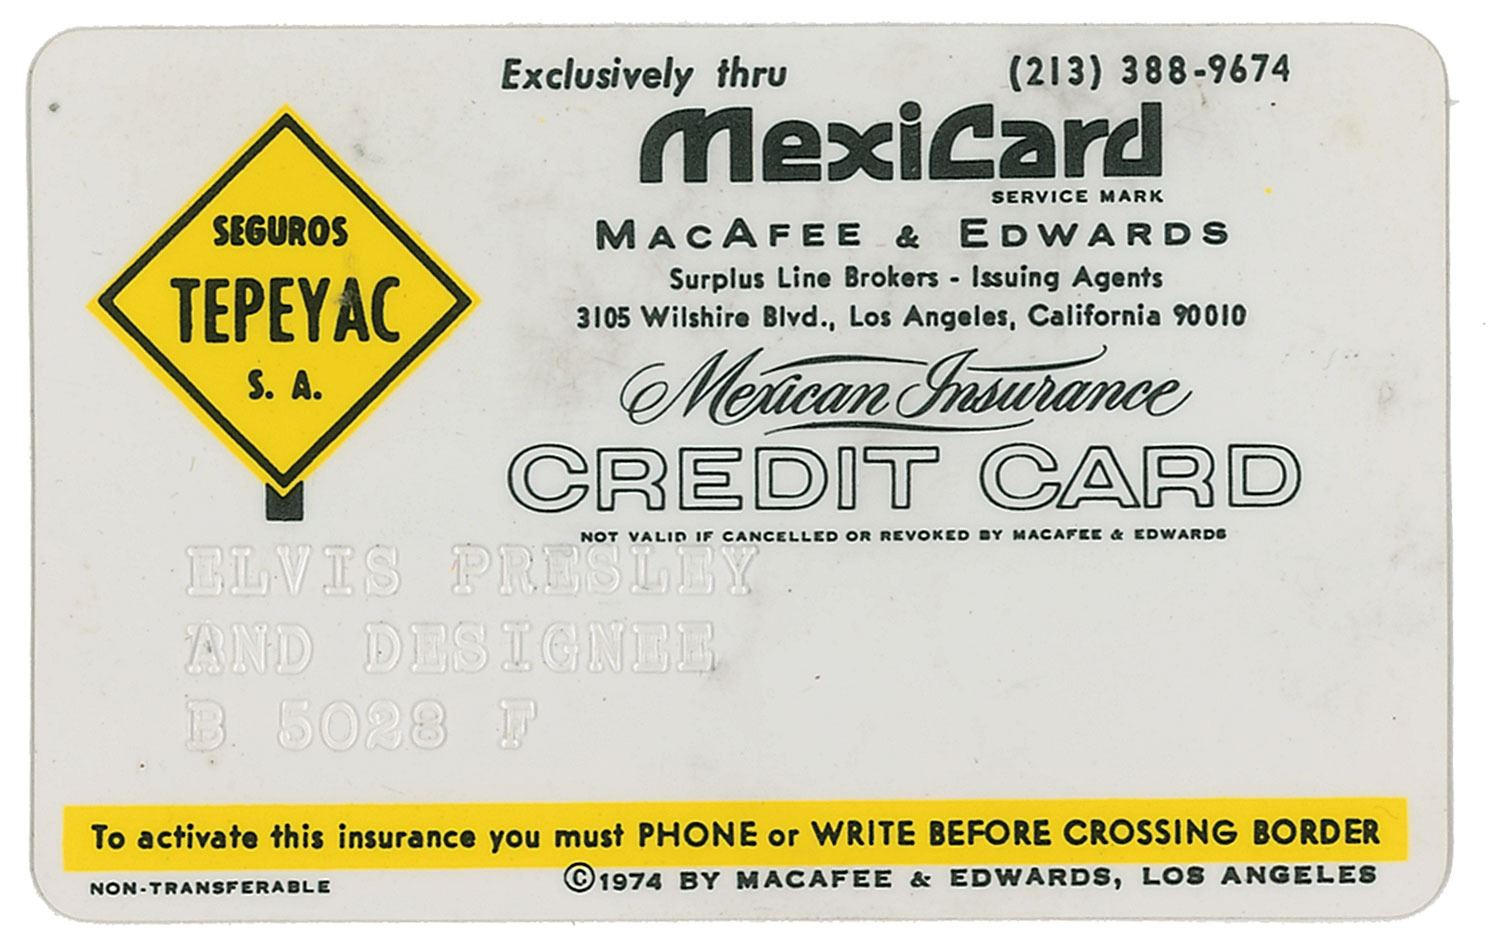 Exclusively thru (213) 388-9674
MexiCard
SERVICE MARK
SEGUROS
TEPEYAC
S. A.
MACAFEE & EDWARDS
Surplus Line Brokers - Issuing Agents
3105 Wilshire Blvd., Los Angeles, California 90010
Mexican Insurance
CREDIT CARD
NOT VALID IF CANCELLED OR REVOKED BY MACAFEE & EDWARDS
ELVIS PRESLEY
AND DESIGNEE
B 5028 F
To activate this insurance you must PHONE or WRITE BEFORE CROSSING BORDER
NON-TRANSFERABLE
©1974 BY MACAFEE & EDWARDS, LOS ANGELES